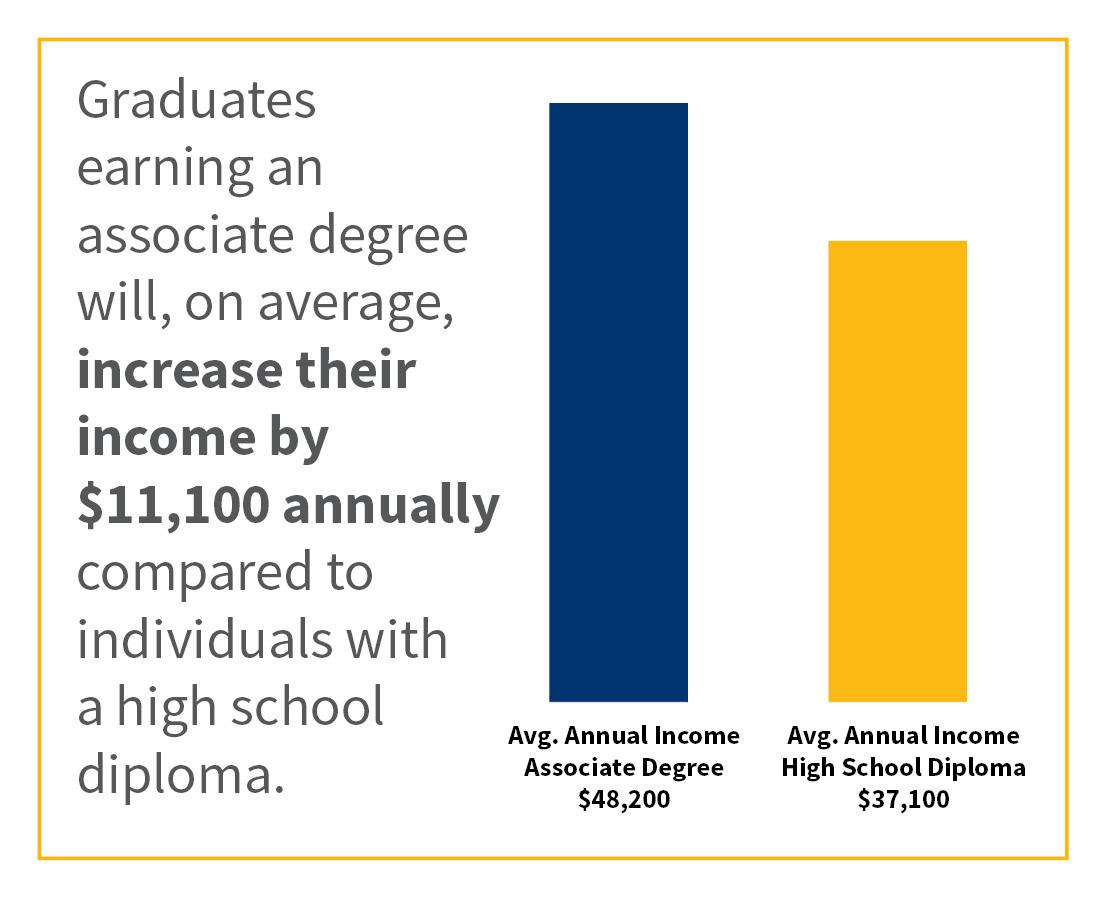 Graduates
earning an
associate degree
will, on average,
increase their
income by
$11,100 annually
compared to
individuals with
a high school
diploma.
Avg. Annual Income
Associate Degree
$48,200
Avg. Annual Income
High School Diploma
$37,100